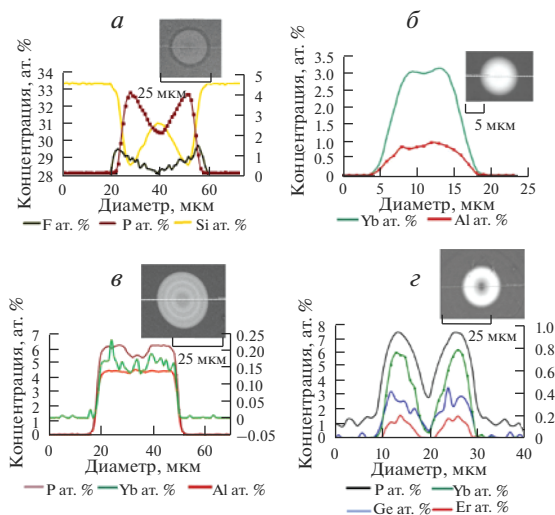 а
Концентрация, ат. %
34
33
32
31
30
29
28
5
4
3
2
1
0
25 мкм
0 20 40 60
Диаметр, мкм
F ат. % P ат. % Si ат. %
б
Концентрация, ат. %
3.5
3.0
2.5
2.0
1.5
1.0
0.5
0
5 мкм
0 5 10 15 20 25
Диаметр, мкм
Yb ат. % Al ат. %
в
Концентрация, ат. %
7
6
5
4
3
2
1
0
0.25
0.20
0.15
0.10
0.05
0
−0.05
25 мкм
0 20 40 60
Диаметр, мкм
P ат. % Yb ат. % Al ат. %
г
Концентрация, ат. %
8
7
6
5
4
3
2
1
0
1.0
0.8
0.6
0.4
0.2
0
25 мкм
0 10 20 30 40
Диаметр, мкм
P ат. % Yb ат. %
Ge ат. % Er ат. %